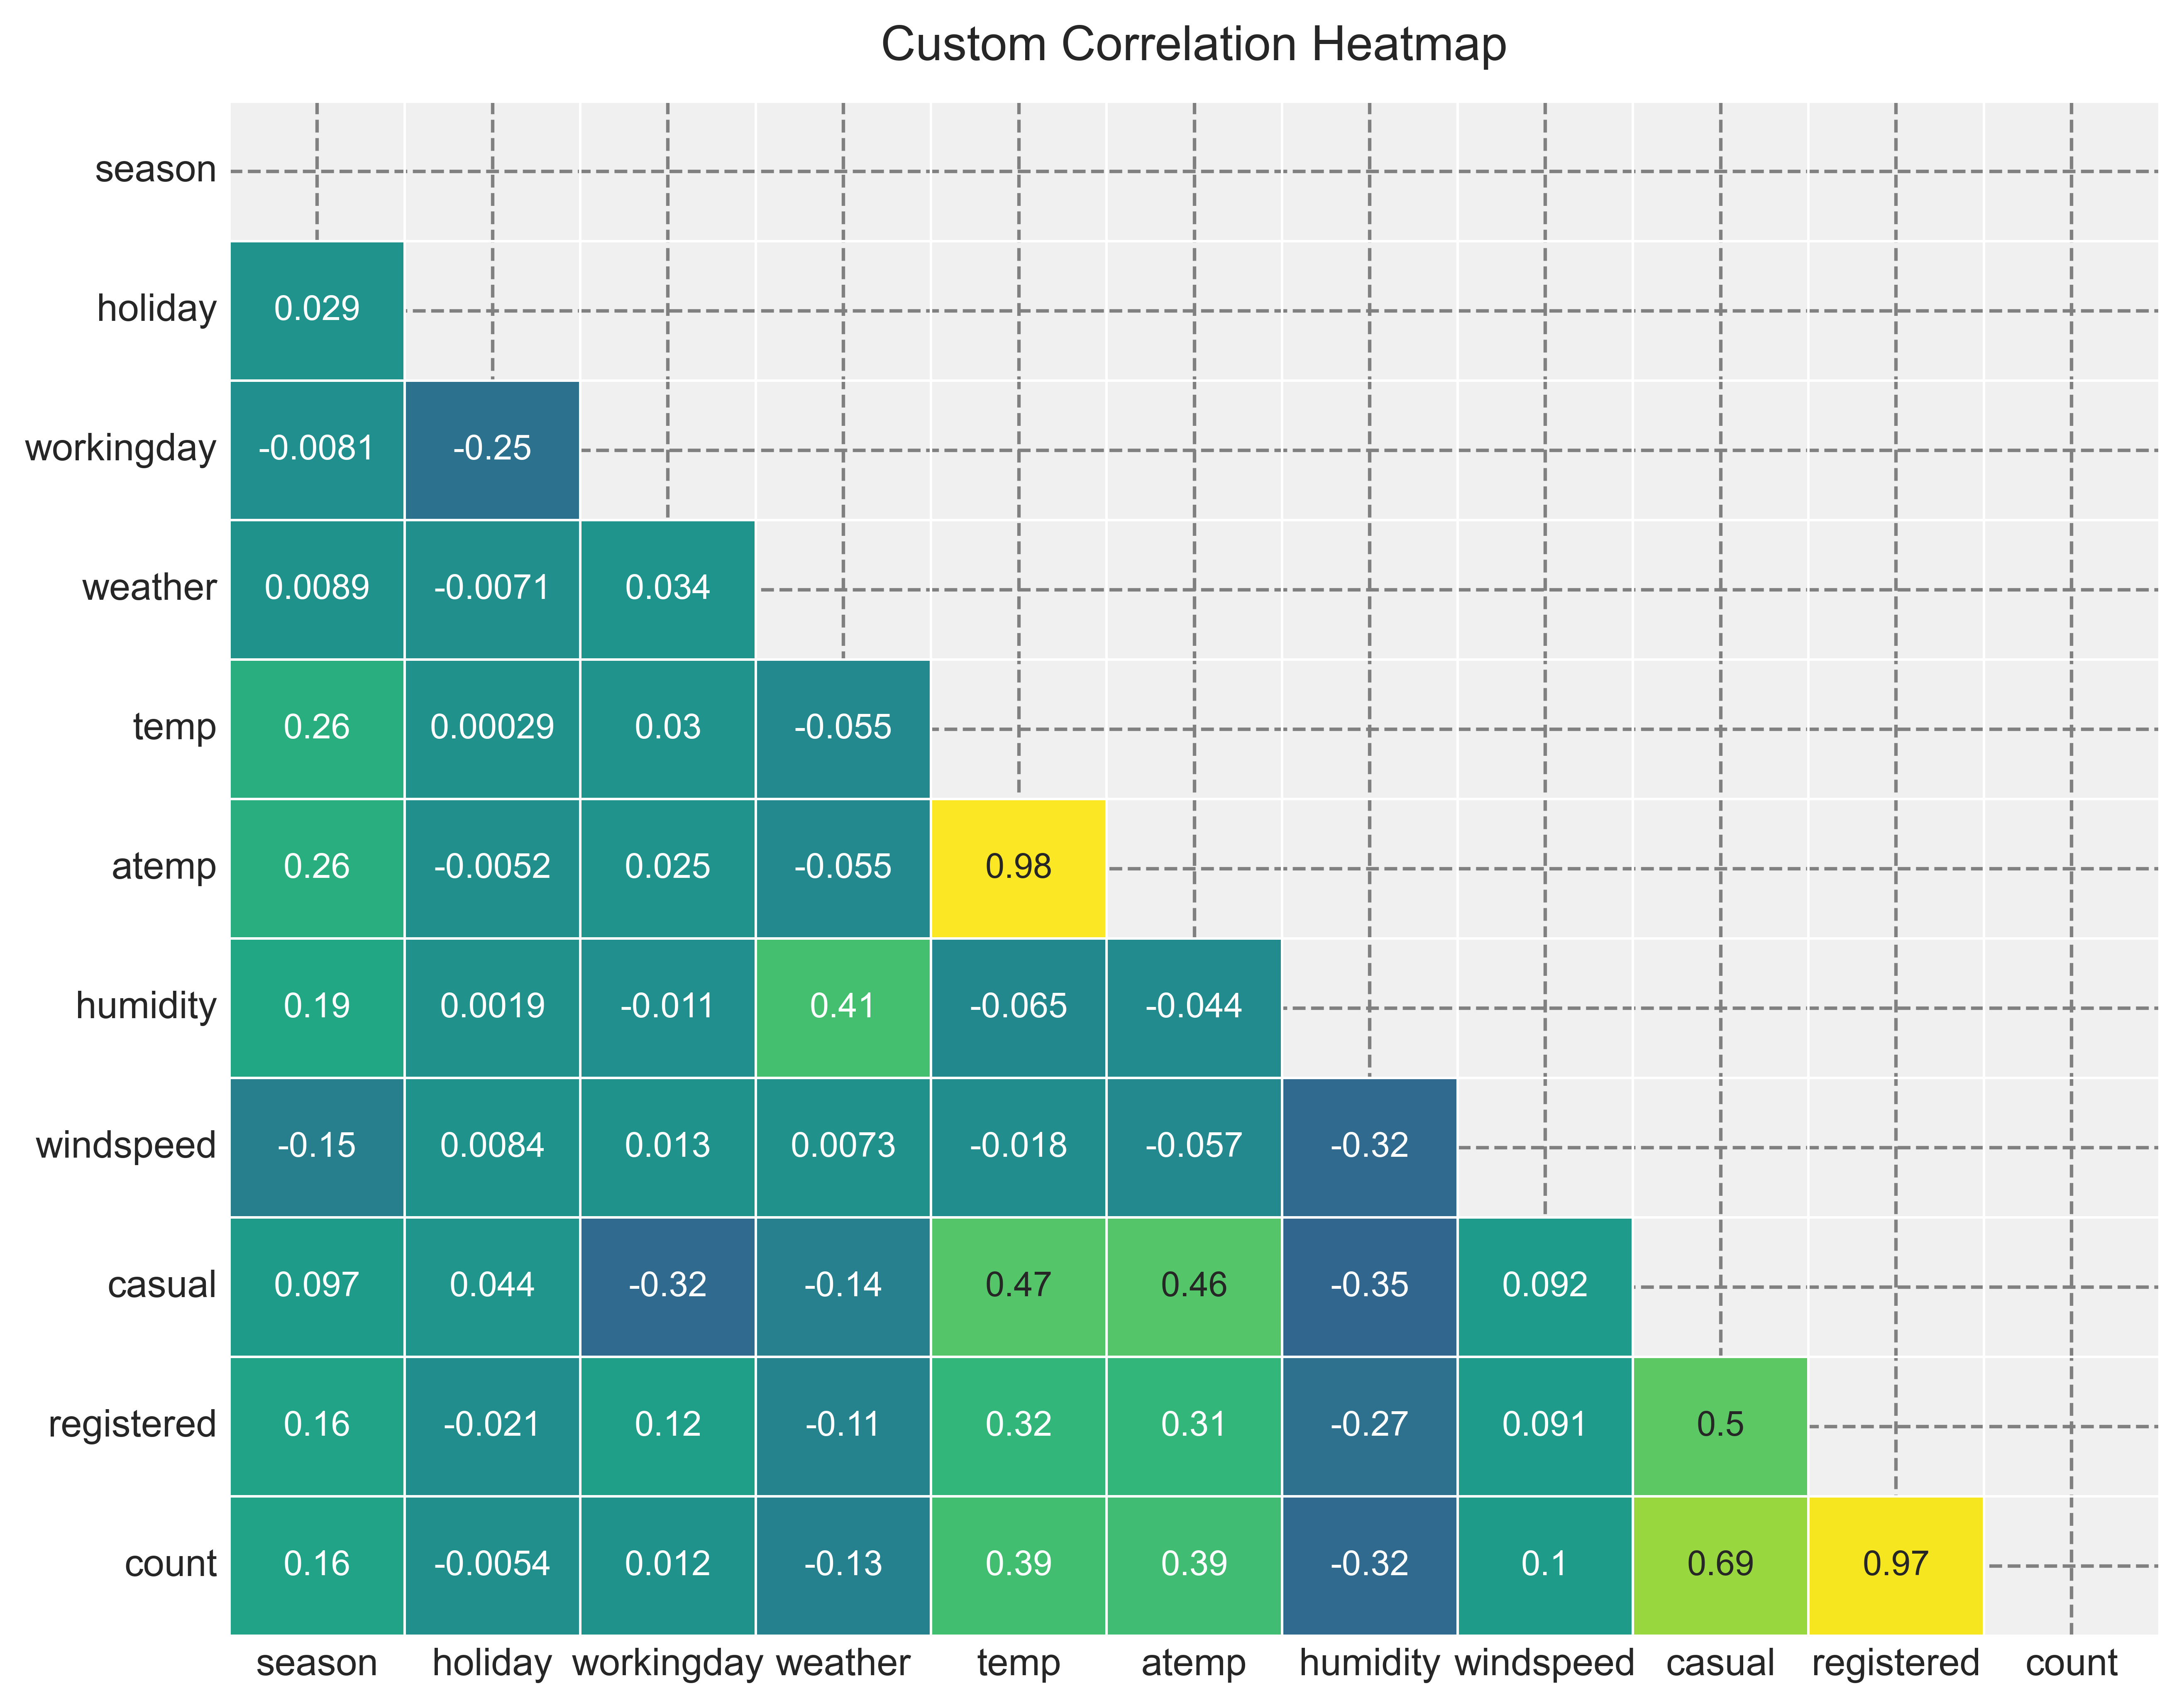 Custom Correlation Heatmap
season
holiday 0.029
workingday -0.0081 -0.25
weather 0.0089 -0.0071 0.034
temp 0.26 0.00029 0.03 -0.055
atemp 0.26 -0.0052 0.025 -0.055 0.98
humidity 0.19 0.0019 -0.011 0.41 -0.065 -0.044
windspeed -0.15 0.0084 0.013 0.0073 -0.018 -0.057 -0.32
casual 0.097 0.044 -0.32 -0.14 0.47 0.46 -0.35 0.092
registered 0.16 -0.021 0.12 -0.11 0.32 0.31 -0.27 0.091 0.5
count 0.16 -0.0054 0.012 -0.13 0.39 0.39 -0.32 0.1 0.69 0.97
season holiday workingday weather temp atemp humidity windspeed casual registered count